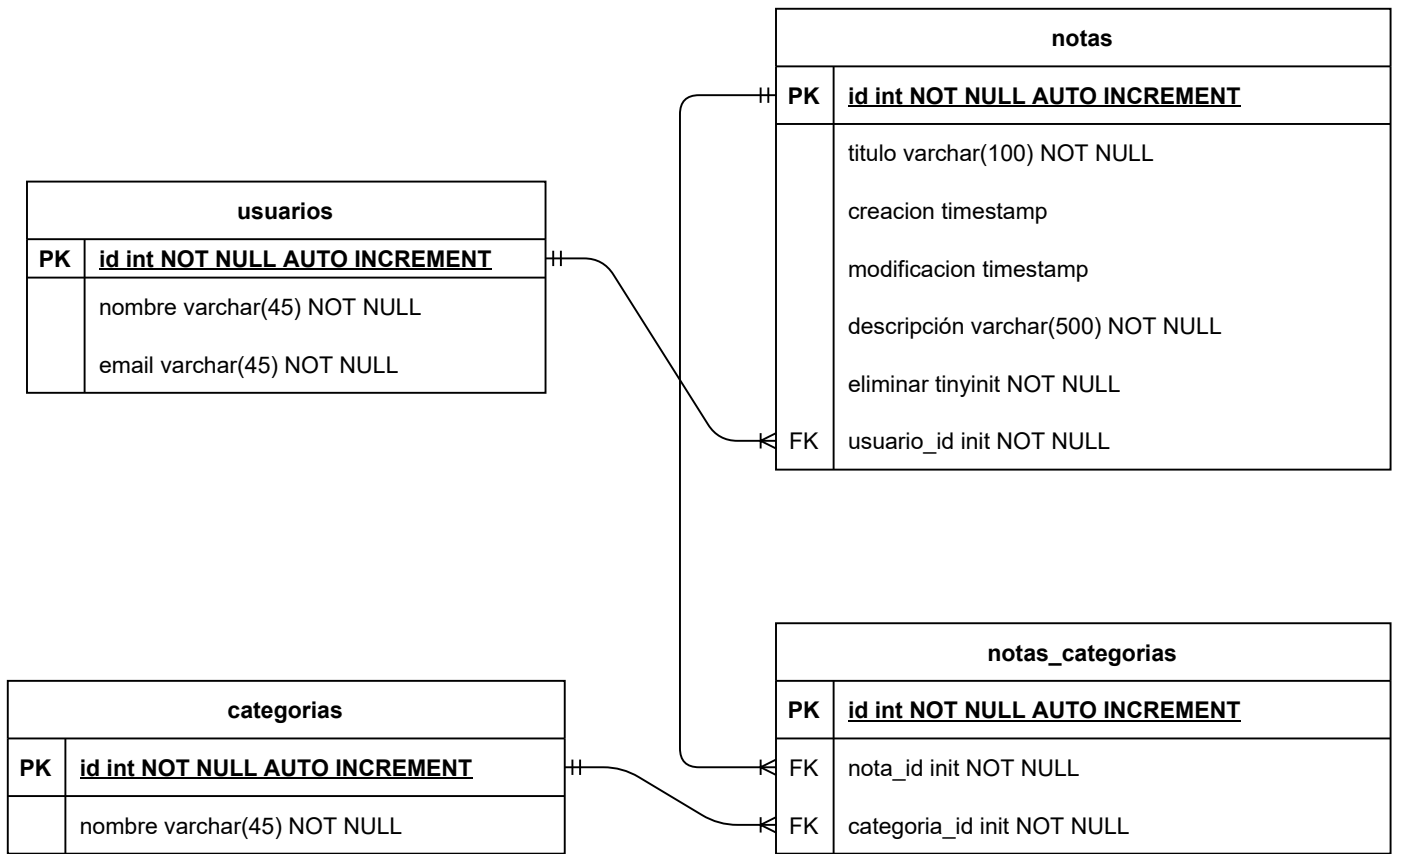 notas
PK id int NOT NULL AUTO INCREMENT
titulo varchar(100) NOT NULL
creacion timestamp
modificacion timestamp
descripción varchar(500) NOT NULL
eliminar tinyinit NOT NULL
FK usuario_id init NOT NULL
usuarios
PK id int NOT NULL AUTO INCREMENT
nombre varchar(45) NOT NULL
email varchar(45) NOT NULL
categorias
PK id int NOT NULL AUTO INCREMENT
nombre varchar(45) NOT NULL
notas_categorias
PK id int NOT NULL AUTO INCREMENT
FK nota_id init NOT NULL
FK categoria_id init NOT NULL